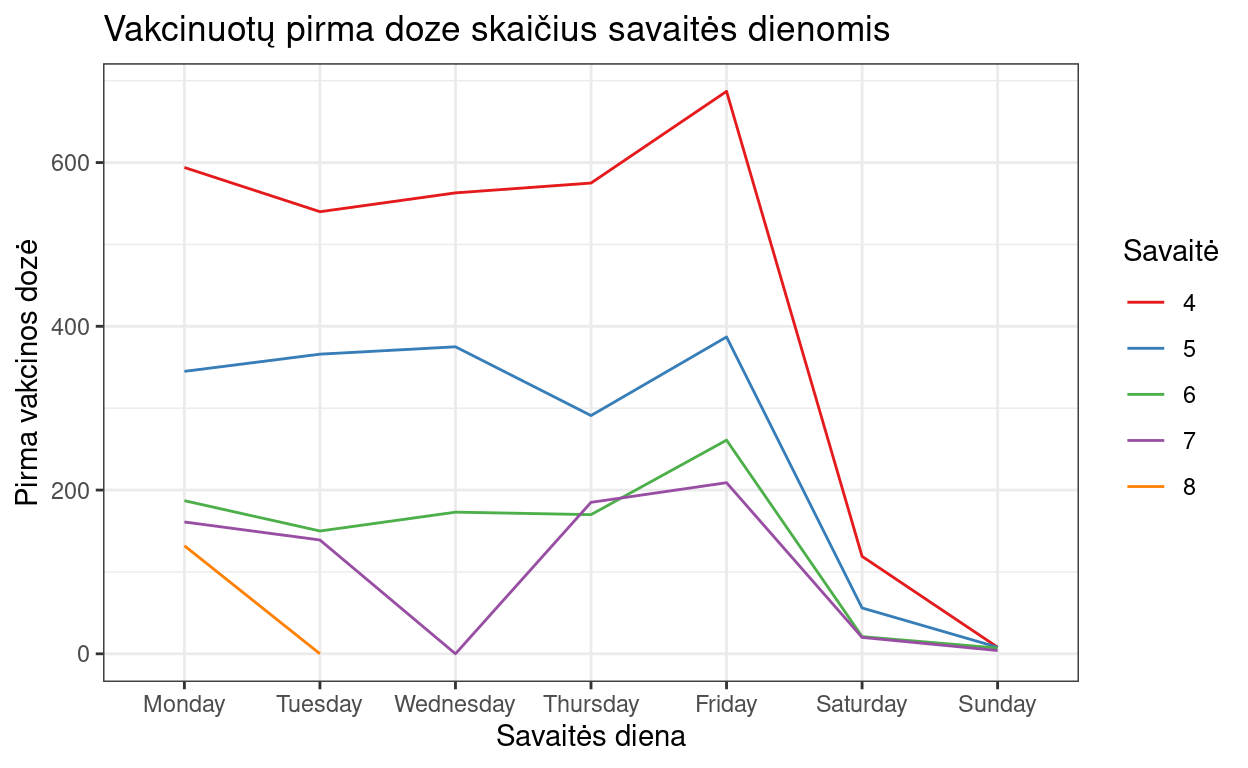 Vakcinuotų pirma doze skaičius savaitės dienomis
Pirma vakcinos dozė
600
400
200
0
Monday Tuesday Wednesday Thursday Friday Saturday Sunday
Savaitės diena
Savaitė
4
5
6
7
8